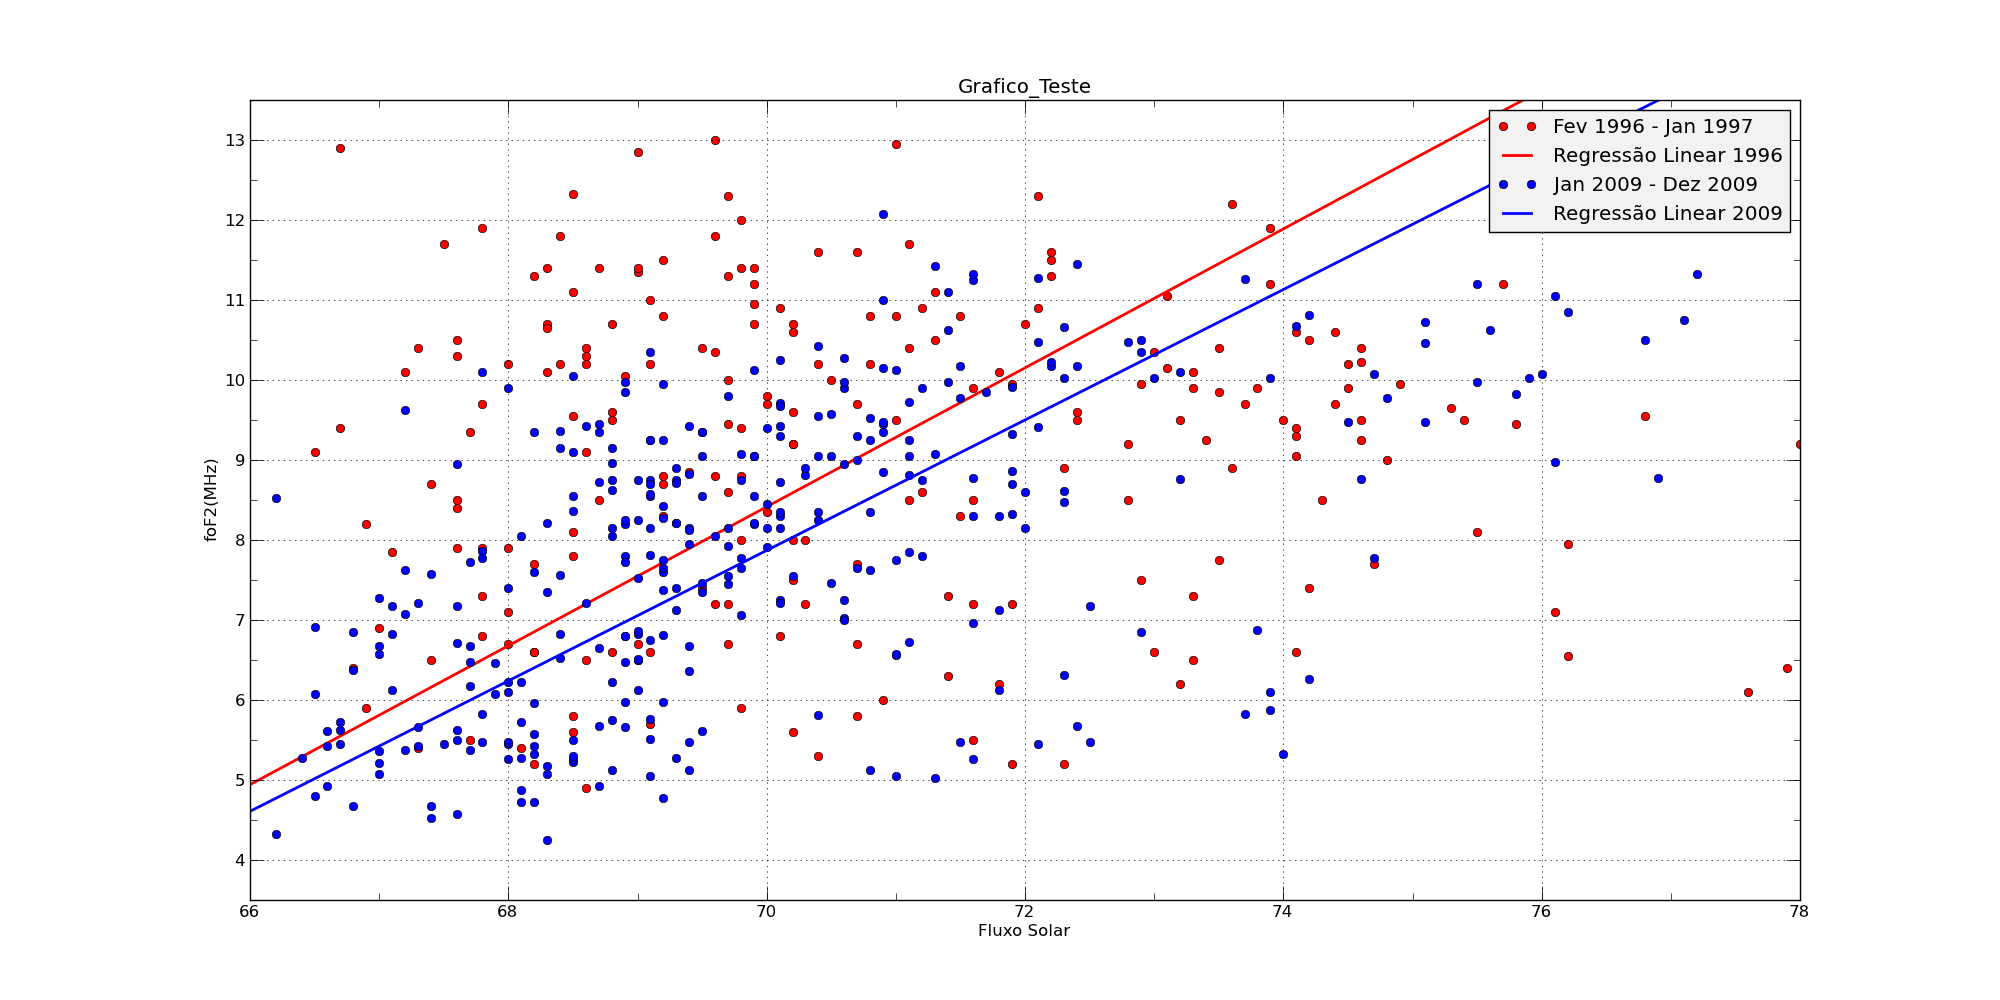 Grafico_Teste
Fev 1996 - Jan 1997
Regressão Linear 1996
Jan 2009 - Dez 2009
Regressão Linear 2009
13
12
11
10
9
8
7
6
5
4
foF2(MHz)
66 68 70 72 74 76 78
Fluxo Solar